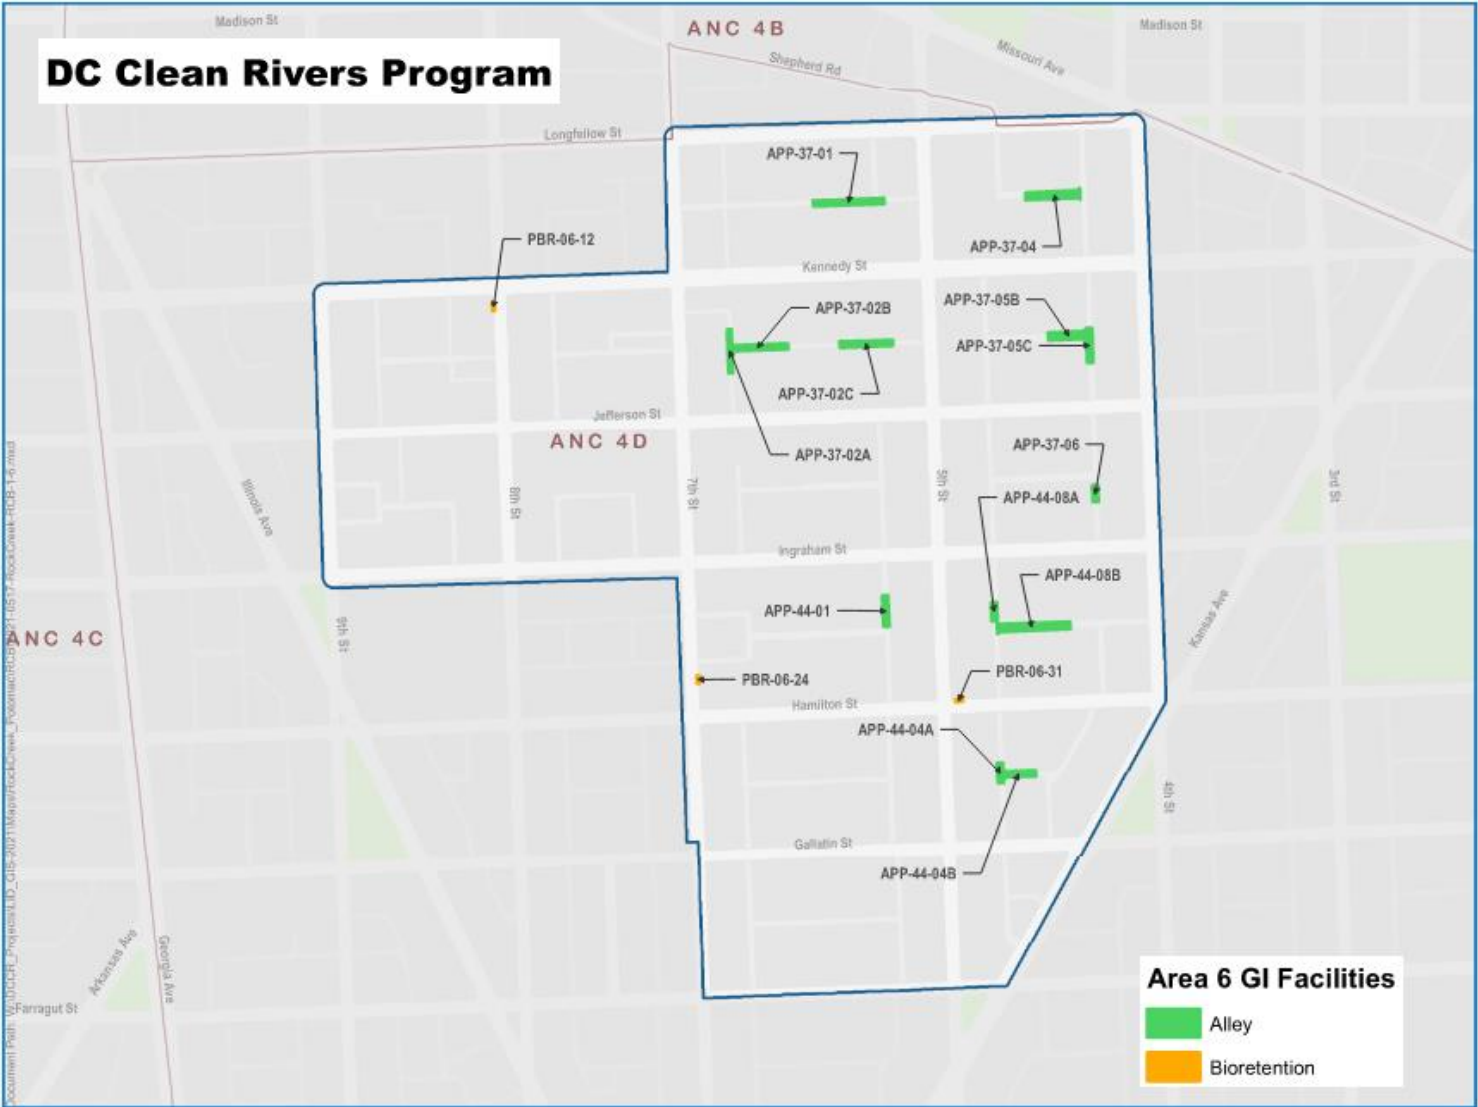 Madison St
ANC 4B
Madison St
DC Clean Rivers Program
Shepherd Rd
Missouri Ave
Longfellow St
APP-37-01
PBR-06-12
APP-37-04
Kennedy St
APP-37-02B
APP-37-05B
APP-37-05C
APP-37-02C
Jefferson St
ANC 4D
APP-37-02A
APP-37-06
Illinois Ave
8th St
7th St
5th St
APP-44-08A
3rd St
Ingraham St
APP-44-08B
APP-44-01
Kansas Ave
ANC 4C
9th St
PBR-06-24
PBR-06-31
Hamilton St
APP-44-04A
4th St
Gallatin St
APP-44-04B
Arkansas Ave
Georgia Ave
Farragut St
Area 6 GI Facilities
Alley
Bioretention